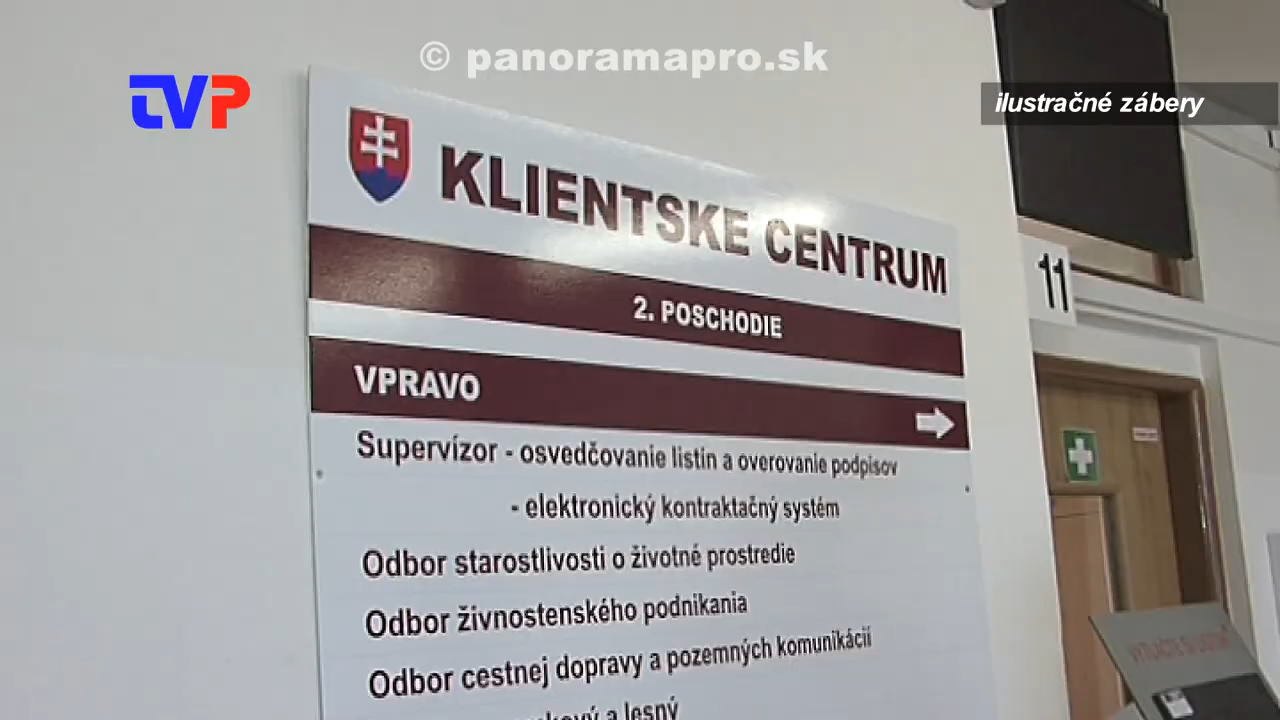 © panoramapro.sk
TVP
ilustračné zábery
KLIENTSKE CENTRUM
2. POSCHODIE
11
VPRAVO
Supervízor - osvedčovanie listín a overovanie podpisov
- elektronický kontraktačný systém
Odbor starostlivosti o životné prostredie
Odbor živnostenského podnikania
Odbor cestnej dopravy a pozemných komunikácií
a lesný